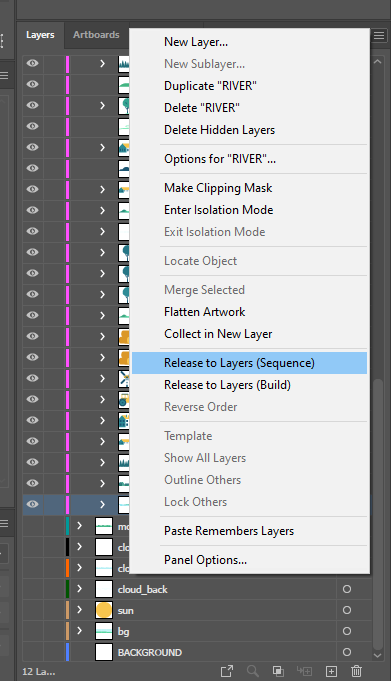 Layers
Artboards
New Layer...
New Sublayer...
Duplicate "RIVER"
Delete "RIVER"
Delete Hidden Layers
Options for "RIVER"...
Make Clipping Mask
Enter Isolation Mode
Exit Isolation Mode
Locate Object
Merge Selected
Flatten Artwork
Collect in New Layer
Release to Layers (Sequence)
Release to Layers (Build)
Reverse Order
Template
Show All Layers
Outline Others
Lock Others
Paste Remembers Layers
Panel Options...
mo
clo
clo
cloud_back
sun
bg
BACKGROUND
12 La...